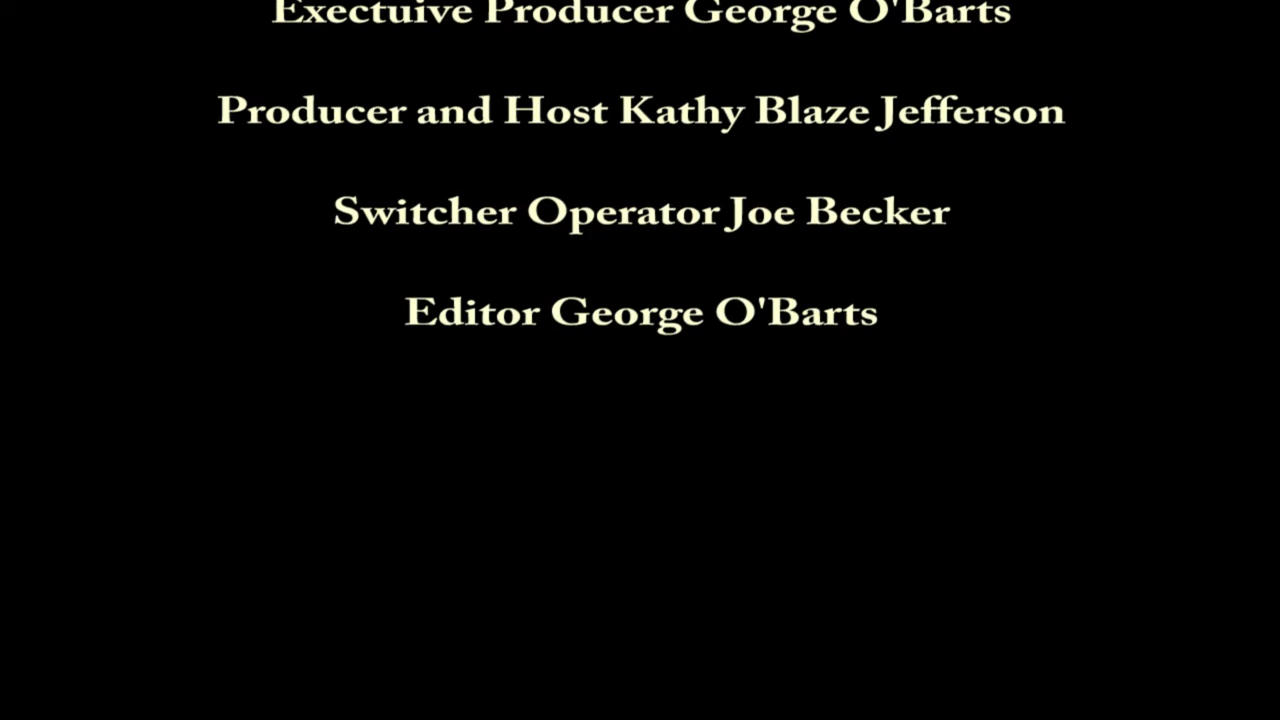 Exectuive Producer George O'Barts
Producer and Host Kathy Blaze Jefferson
Switcher Operator Joe Becker
Editor George O'Barts